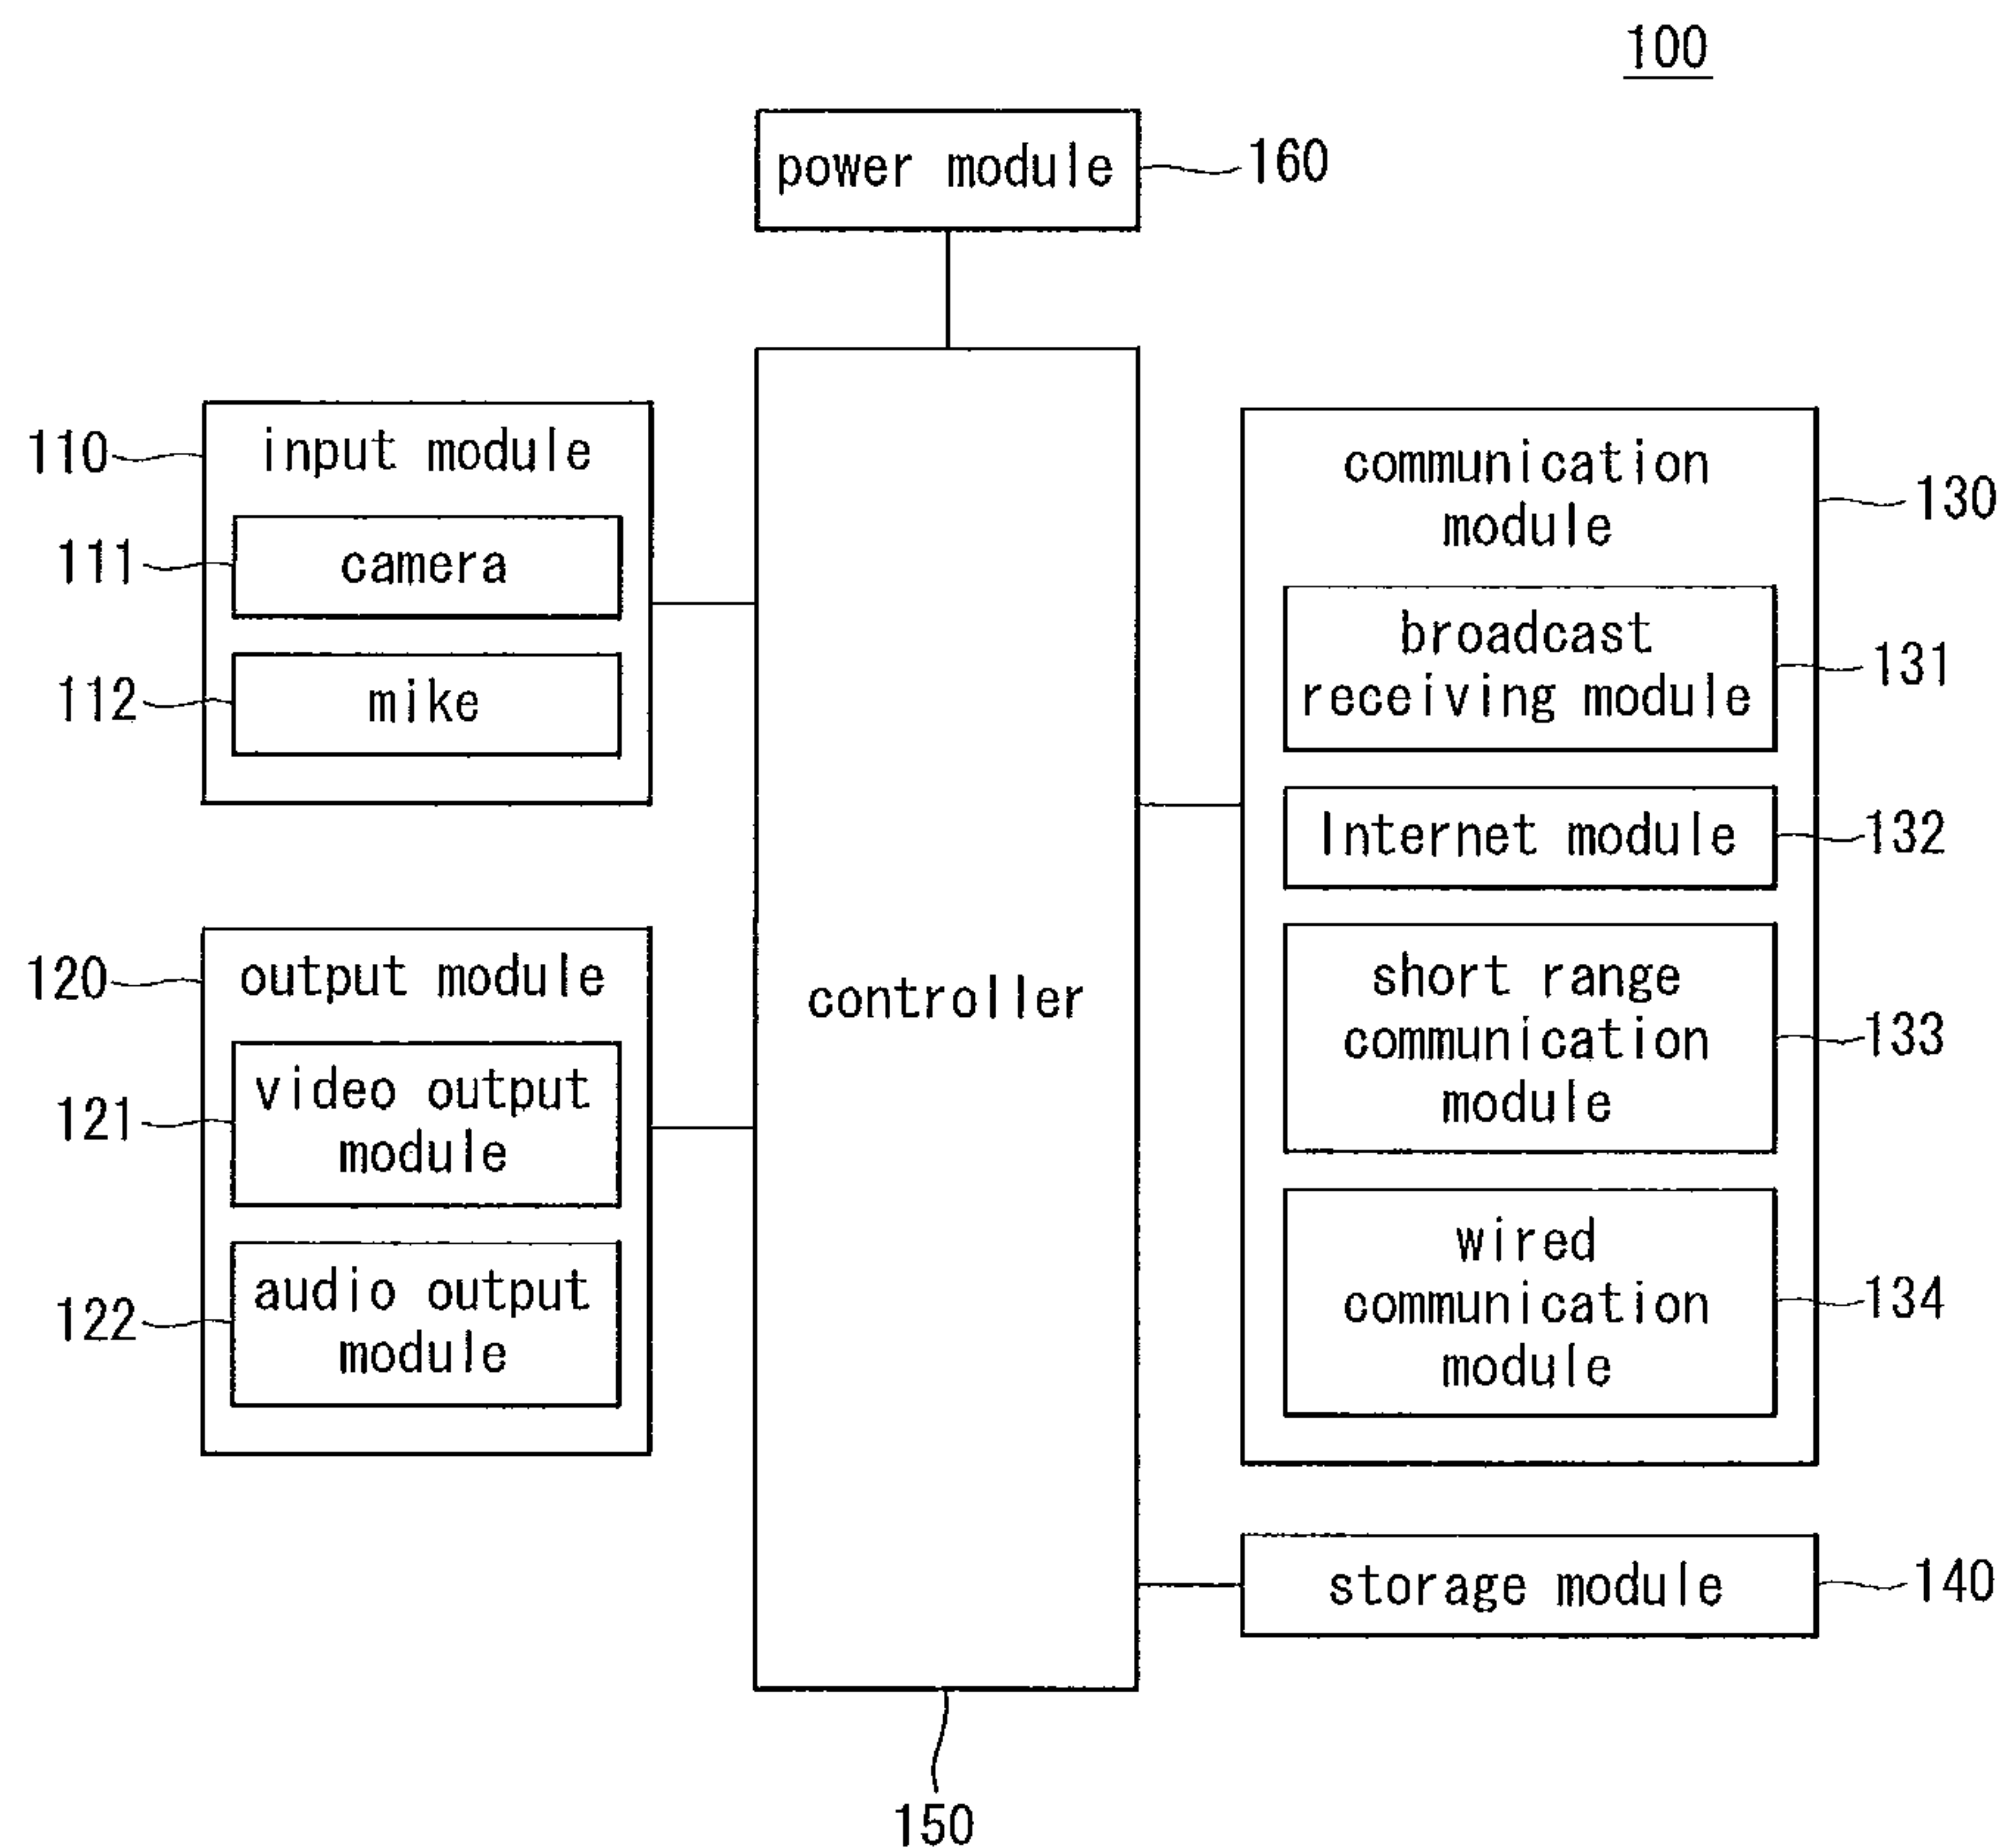 100
power module
160
110
input module
111
camera
112
mike
120
output module
121
video output
module
122
audio output
module
controller
150
communication
module
130
broadcast
receiving module
131
Internet module
132
short range
communication
module
133
wired
communication
module
134
storage module
140